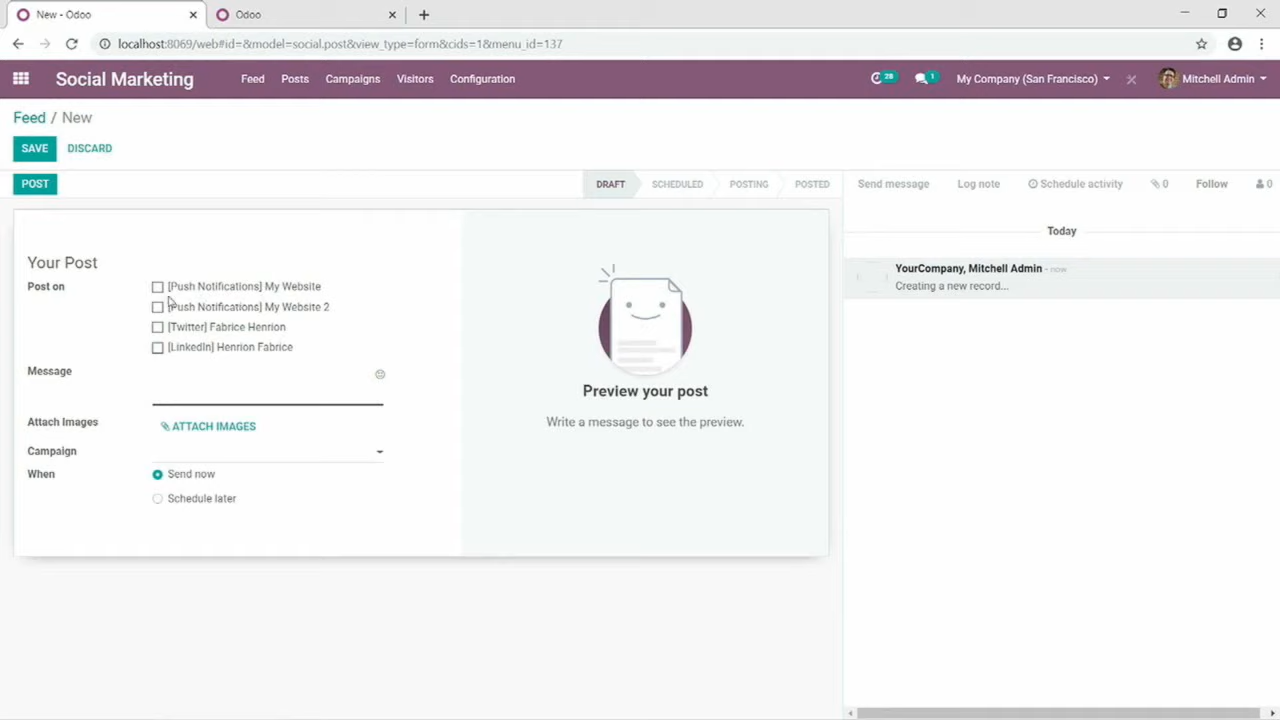 New - Odoo
Odoo
localhost:8069/web#id=&model=social.post&view_type=form&cids=1&menu_id=137
Social Marketing
Feed
Posts
Campaigns
Visitors
Configuration
28
1
My Company (San Francisco)
Mitchell Admin
Feed / New
SAVE
DISCARD
POST
DRAFT
SCHEDULED
POSTING
POSTED
Send message
Log note
Schedule activity
0
Follow
0
Your Post
Post on
[Push Notifications] My Website
[Push Notifications] My Website 2
[Twitter] Fabrice Henrion
[LinkedIn] Henrion Fabrice
Message
Attach Images
ATTACH IMAGES
Campaign
When
Send now
Schedule later
Preview your post
Write a message to see the preview.
Today
YourCompany, Mitchell Admin - now
Creating a new record...